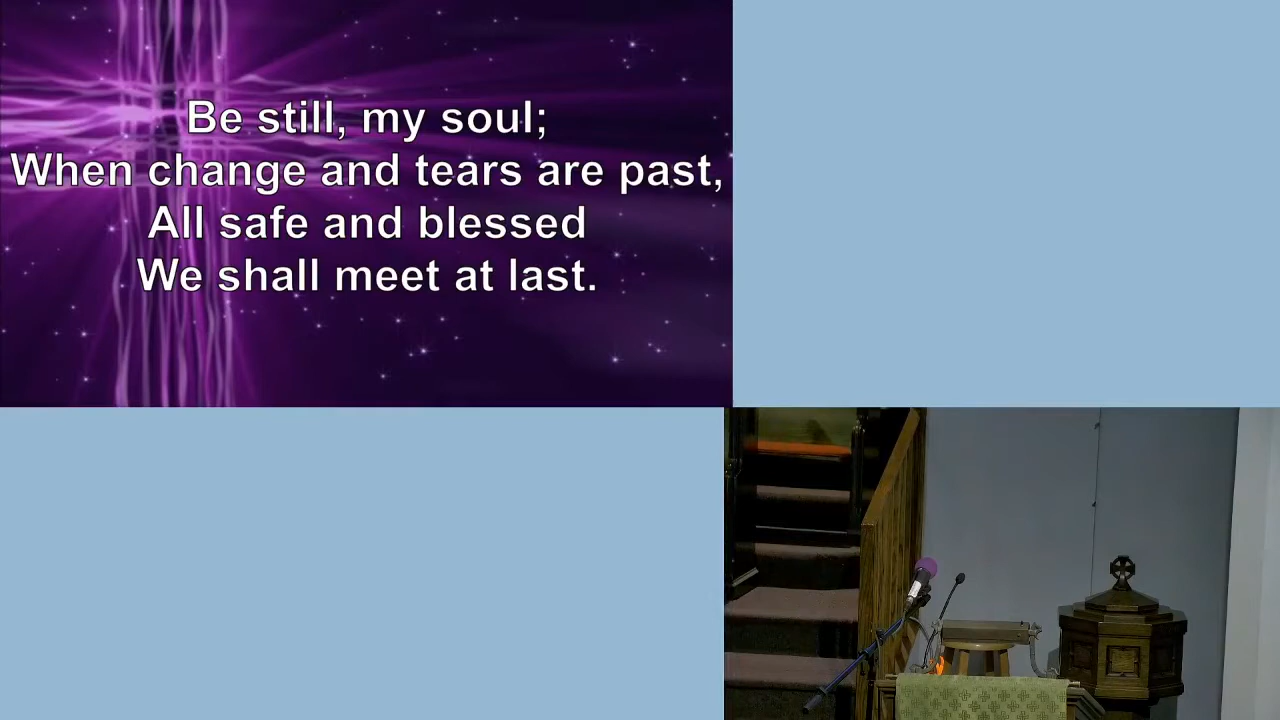 Be still, my soul;
When change and tears are past,
All safe and blessed
We shall meet at last.